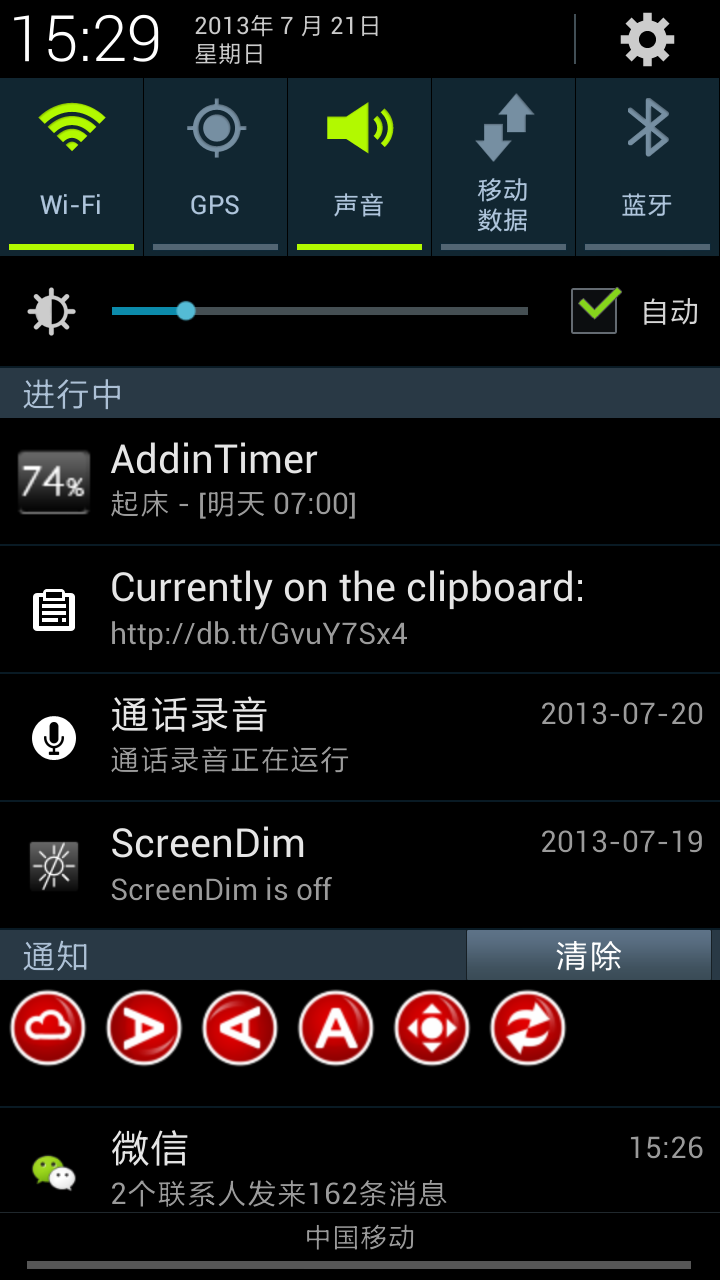 15:29
2013年 7 月 21日
星期日
Wi-Fi
GPS
声音
移动
数据
蓝牙
自动
进行中
74%
AddinTimer
起床 - [明天 07:00]
Currently on the clipboard:
http://db.tt/GvuY7Sx4
通话录音
2013-07-20
通话录音正在运行
ScreenDim
2013-07-19
ScreenDim is off
通知
清除
A A A
微信
15:26
2个联系人发来162条消息
中国移动